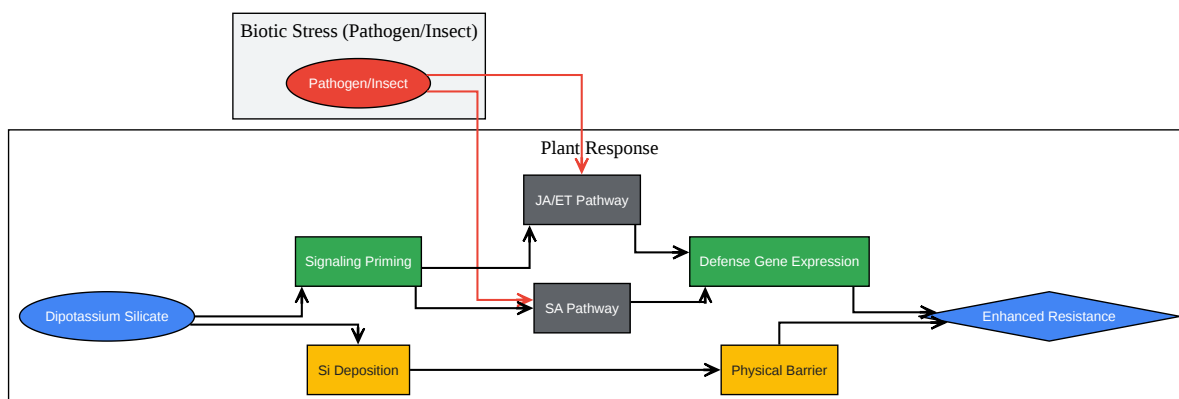 Biotic Stress (Pathogen/Insect)
Pathogen/Insect
Plant Response
JA/ET Pathway
Signaling Priming
Defense Gene Expression
Dipotassium Silicate
SA Pathway
Enhanced Resistance
Si Deposition
Physical Barrier